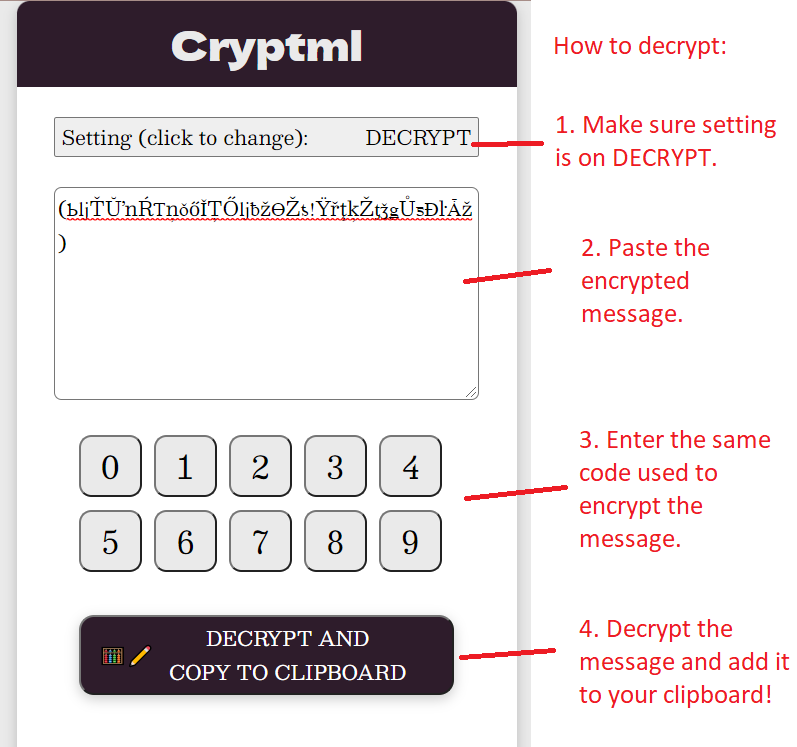 Cryptml
How to decrypt:
Setting (click to change): DECRYPT
1. Make sure setting
is on DECRYPT.
2. Paste the
encrypted
message.
0 1 2 3 4
5 6 7 8 9
3. Enter the same
code used to
encrypt the
message.
DECRYPT AND
COPY TO CLIPBOARD
4. Decrypt the
message and add it
to your clipboard!